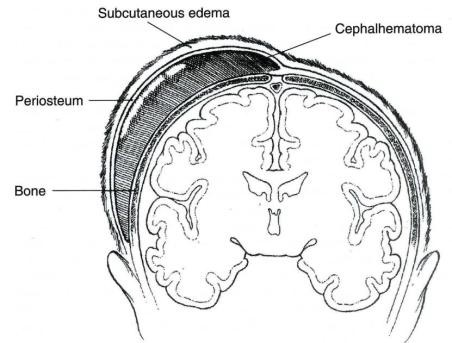 Subcutaneous edema
Cephalhematoma
Periosteum
Bone